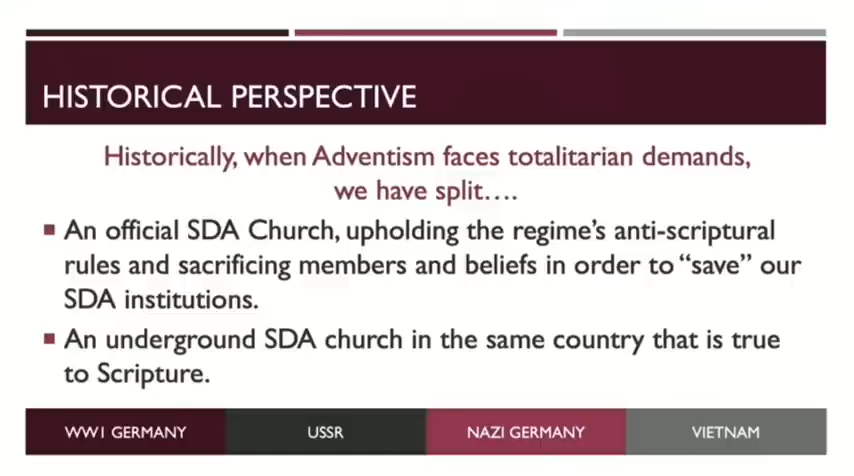 HISTORICAL PERSPECTIVE
Historically, when Adventism faces totalitarian demands,
we have split....
An official SDA Church, upholding the regime's anti-scriptural
rules and sacrificing members and beliefs in order to “save” our
SDA institutions.
An underground SDA church in the same country that is true
to Scripture.
WW1 GERMANY
USSR
NAZI GERMANY
VIETNAM